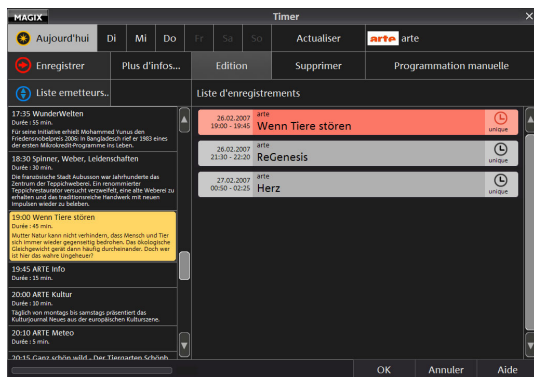 MAGIX
Timer
Aujourd'hui Di Mi Do Fr Sa So Actualiser arte arte
Enregistrer Plus d'infos... Edition Supprimer Programmation manuelle
Liste emetteurs.. Liste d'enregistrements
17:35 WunderWelten
Durée : 55 min.
Für seine Initiative erhielt Mohammed Yunus den
Friedensnobelpreis 2006: In Bangladesch rief er 1983 eines
der ersten Mikrokredit-Programme
ins Leben.
18:30 Spinner, Weber, Leidenschaften
Durée : 30 min.
Die französische Stadt Aubusson war Jahrhunderte das
Zentrum der Teppichweberei. Ein renommierter
Teppichrestaurator versucht verzweifelt, eine alte Weberei zu
erhalten und das traditionsreiche Handwerk mit neuen
Impulsen wieder zu beleben.
19:00 Wenn Tiere stören
Durée : 45 min.
Mutter Natur kann nicht verhindern, dass Mensch und Tier
sich immer wieder gegenseitig bedrohen. Das ökologische
Gleichgewicht gerät dann häufig durcheinander. Doch wer
ist hier das wahre Ungeheuer?
19:45 ARTE Info
Durée : 15 min.
20:00 ARTE Kultur
Durée : 10 min.
Täglich von montags bis samstags präsentiert das
Kulturjournal Neues aus der europäischen Kulturszene.
20:10 ARTE Meteo
Durée : 5 min.
20:15 Ganz schön wild - Der Tiergarten Schönb
26.02.2007 arte
19:00 - 19:45 Wenn Tiere stören unique
26.02.2007 arte
21:30 - 22:20 ReGenesis unique
27.02.2007 arte
00:50 - 02:25 Herz unique
OK Annuler Aide